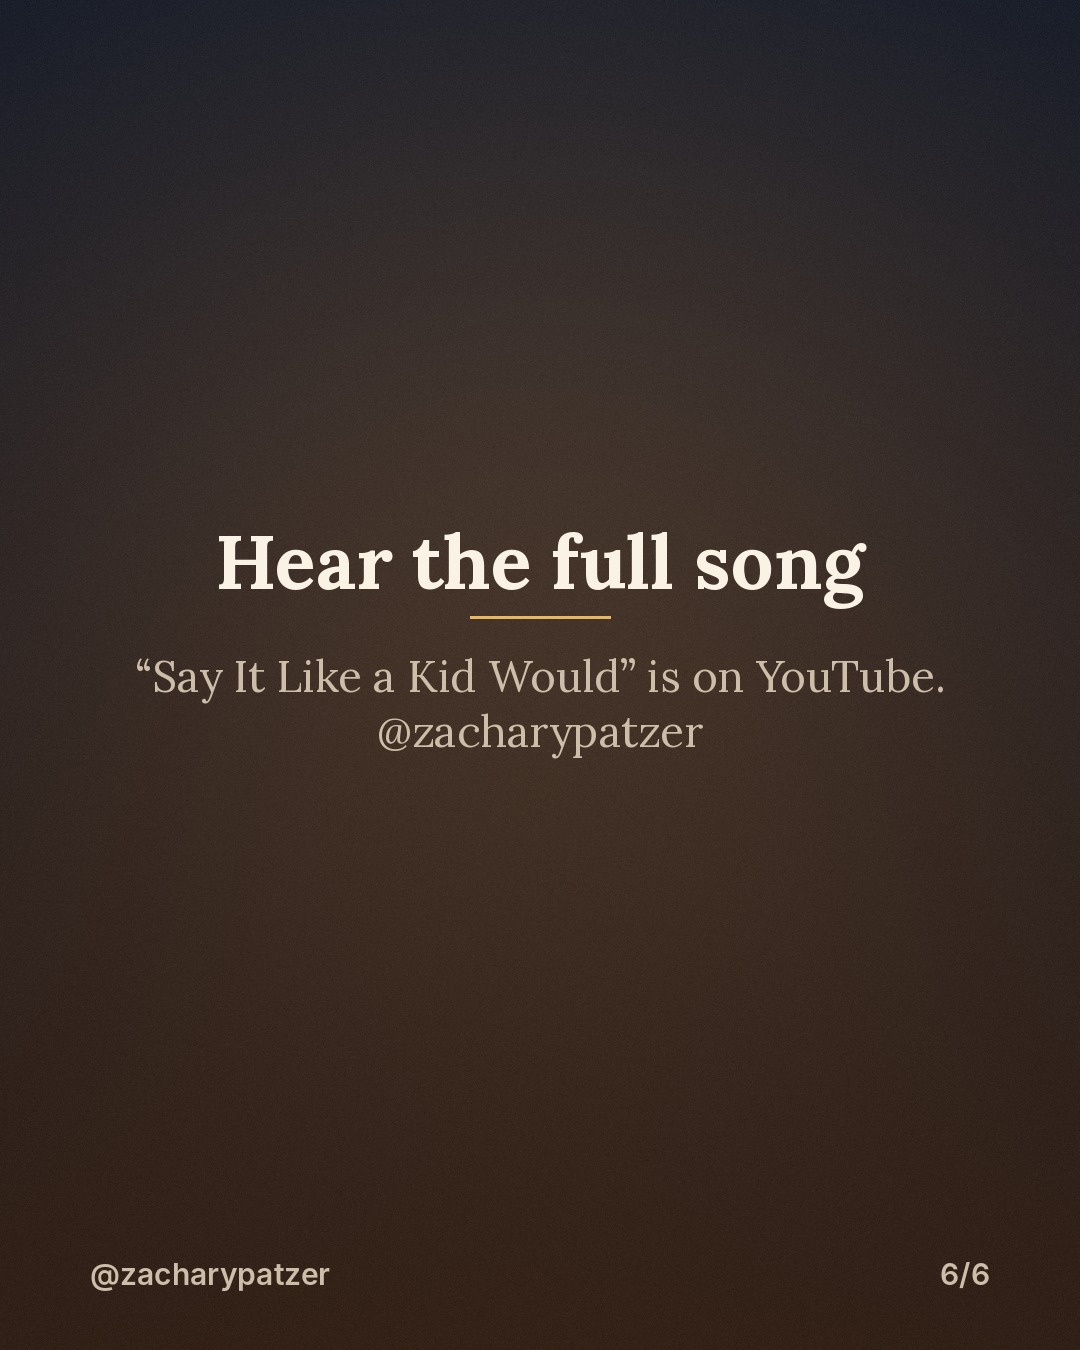 Hear the full song
“Say It Like a Kid Would” is on YouTube.
@zacharypatzer
@zacharypatzer
6/6